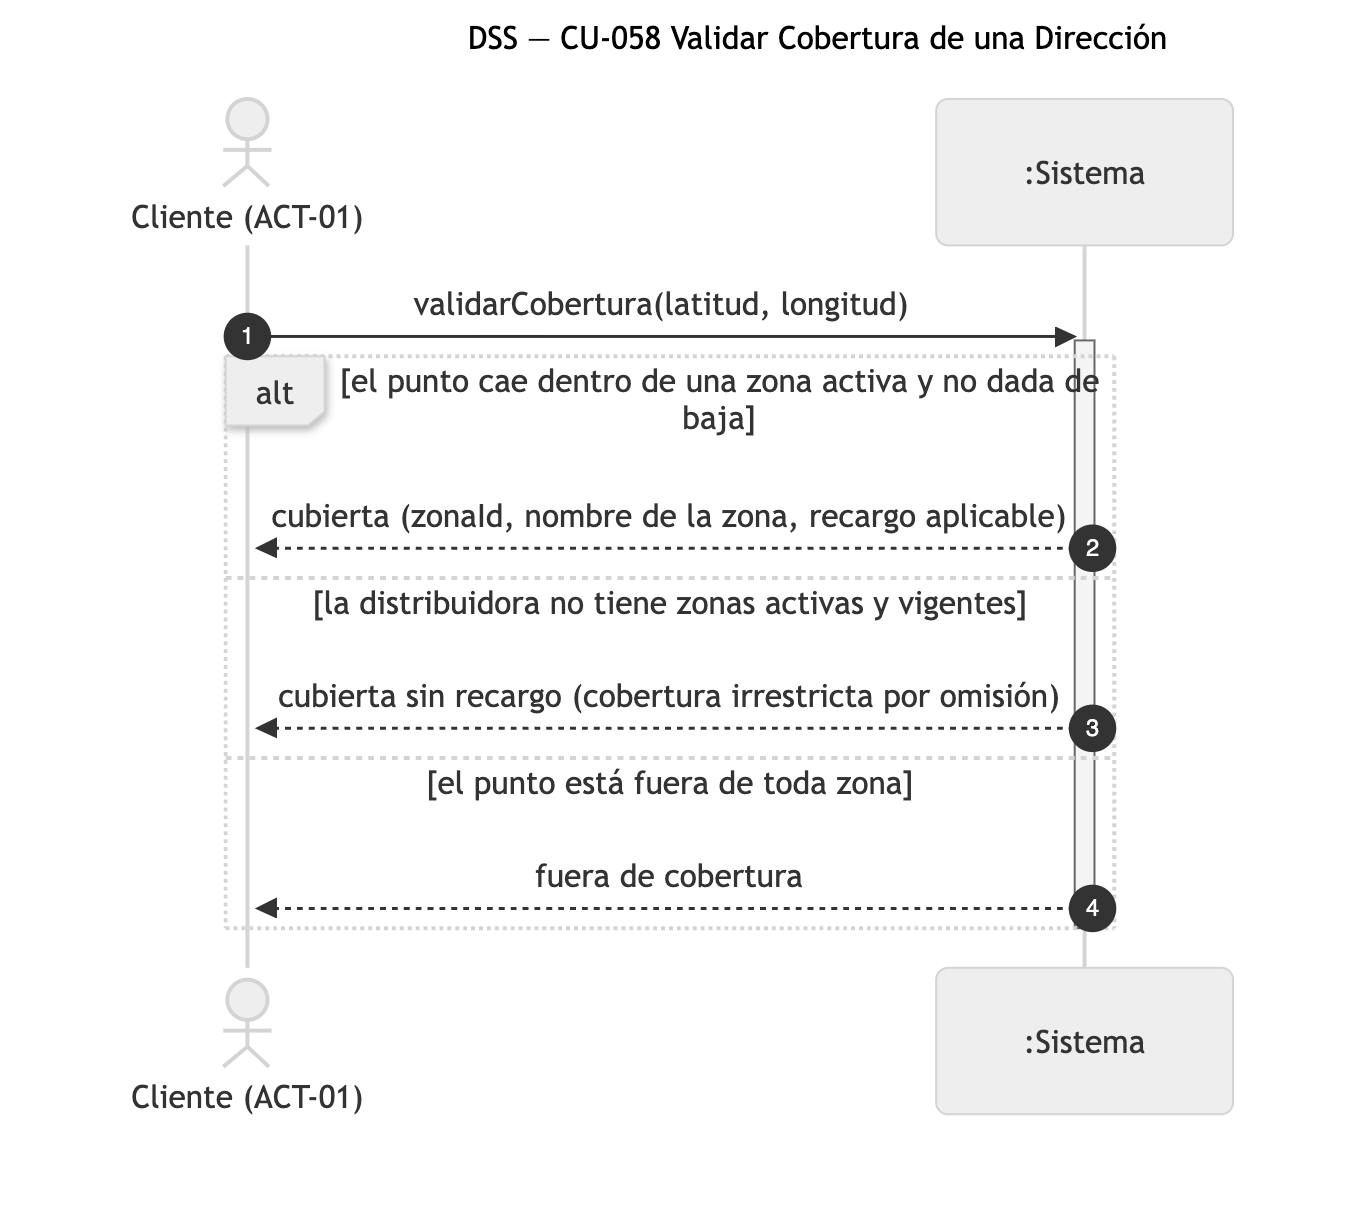 DSS — CU-058 Validar Cobertura de una Dirección
Cliente (ACT-01)
:Sistema
validarCobertura(latitud, longitud)
1
alt
[el punto cae dentro de una zona activa y no dada de
baja]
cubierta (zonaId, nombre de la zona, recargo aplicable)
2
[la distribuidora no tiene zonas activas y vigentes]
cubierta sin recargo (cobertura irrestricta por omisión)
3
[el punto está fuera de toda zona]
fuera de cobertura
4
Cliente (ACT-01)
:Sistema